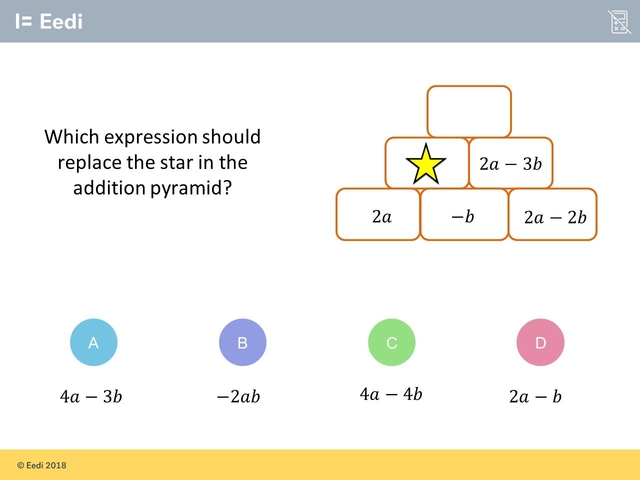 I= Eedi
Which expression should
replace the star in the
addition pyramid?
2𝑎 − 3𝑏
2𝑎
−𝑏
2𝑎 − 2𝑏
A
B
C
D
4𝑎 − 3𝑏
−2𝑎𝑏
4𝑎 − 4𝑏
2𝑎 − 𝑏
© Eedi 2018